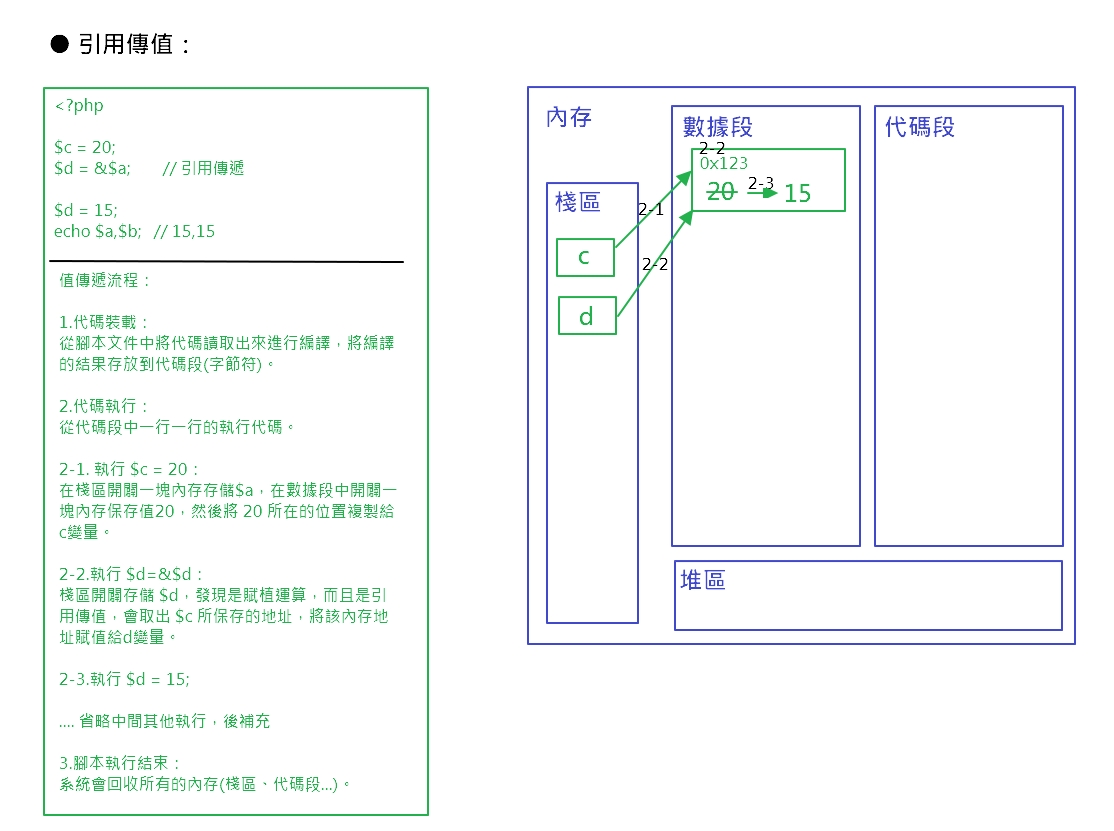 ● 引用傳值：
<?php
$c = 20;
$d = &$a;　　// 引用傳遞
$d = 15;
echo $a,$b;  // 15,15
值傳遞流程：
1.代碼裝載：
從腳本文件中將代碼讀取出來進行編譯，將編譯
的結果存放到代碼段(字節符)。
2.代碼執行：
從代碼段中一行一行的執行代碼。
2-1. 執行 $c = 20：
在棧區開闢一塊內存存儲$a，在數據段中開闢一
塊內存保存值20，然後將 20 所在的位置複製給
c變量。
2-2.執行 $d=&$d：
棧區開闢存儲 $d，發現是賦植運算，而且是引
用傳值，會取出 $c 所保存的地址，將該內存地
址賦值給d變量。
2-3.執行 $d = 15;
.... 省略中間其他執行，後補充
3.腳本執行結束：
系統會回收所有的內存(棧區、代碼段...)。
內存
棧區
c
d
2-1
2-2
數據段
2-2
0x123
20
2-3
15
代碼段
堆區